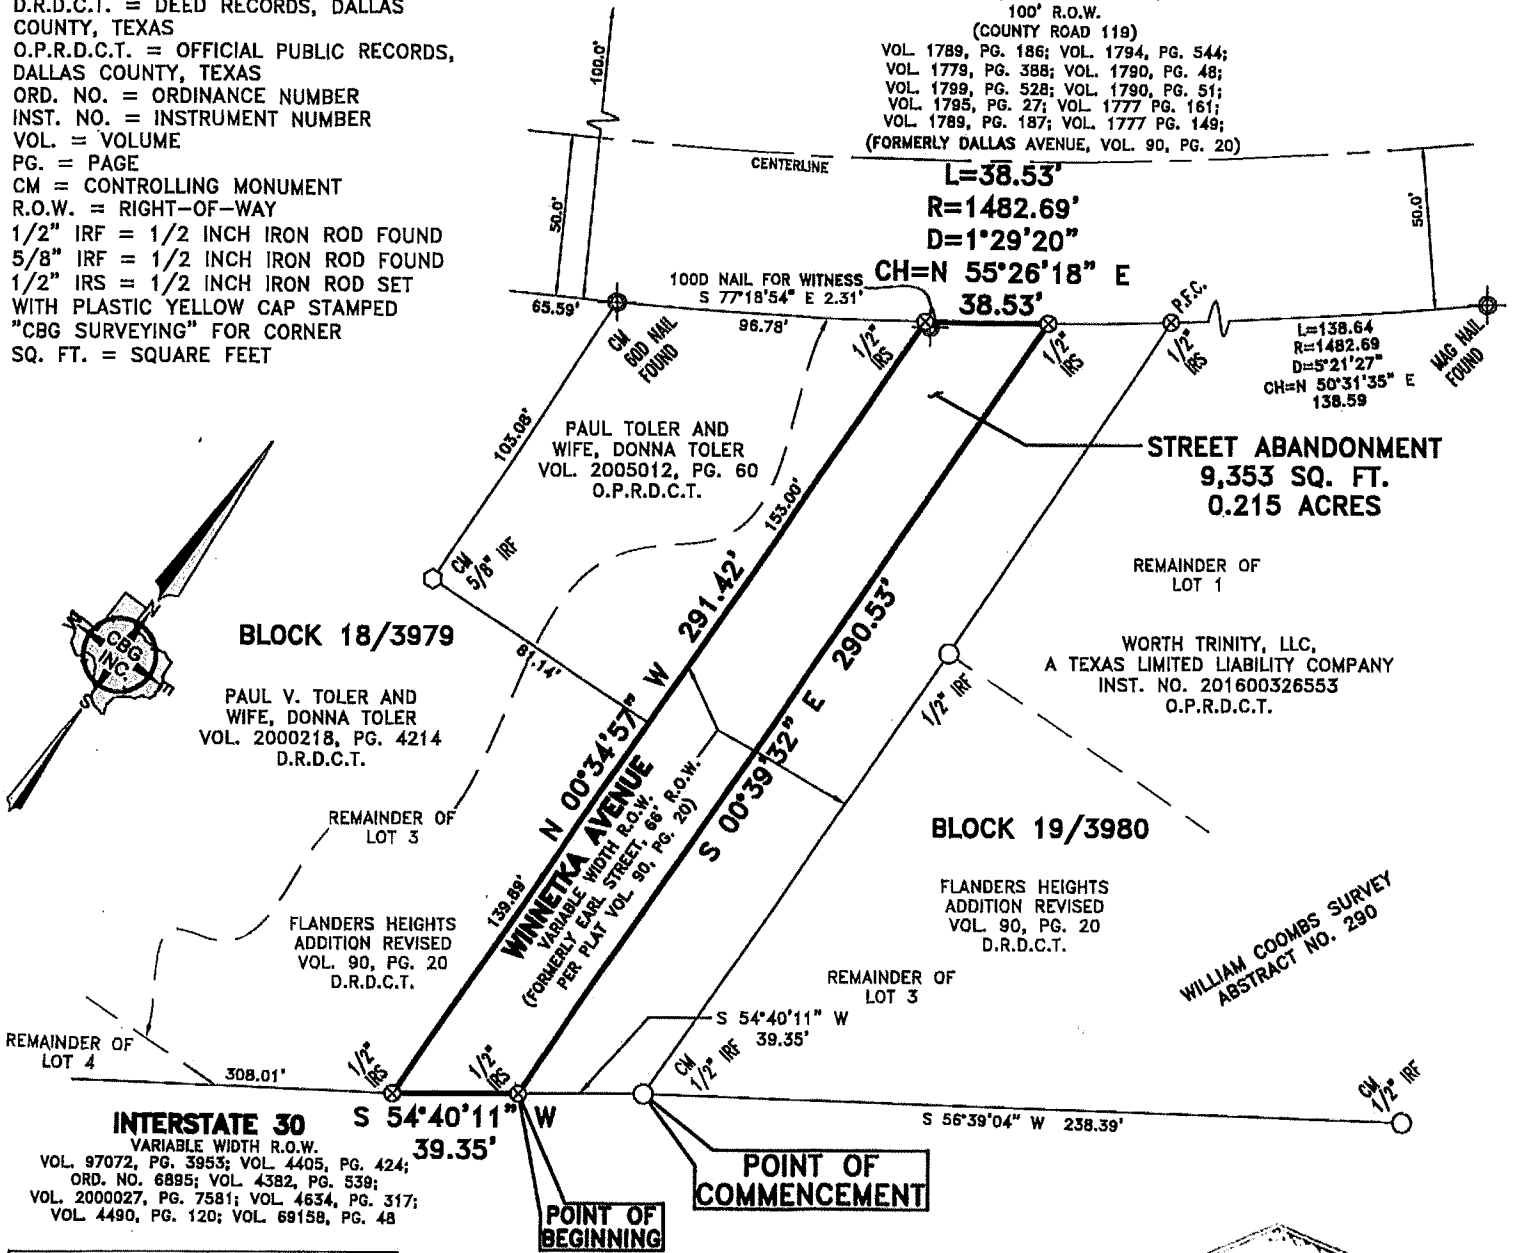 D.R.D.C.T. = DEED RECORDS, DALLAS
COUNTY, TEXAS
O.P.R.D.C.T. = OFFICIAL PUBLIC RECORDS,
DALLAS COUNTY, TEXAS
ORD. NO. = ORDINANCE NUMBER
INST. NO. = INSTRUMENT NUMBER
VOL. = VOLUME
PG. = PAGE
CM = CONTROLLING MONUMENT
R.O.W. = RIGHT-OF-WAY
1/2" IRF = 1/2 INCH IRON ROD FOUND
5/8" IRF = 1/2 INCH IRON ROD FOUND
1/2" IRS = 1/2 INCH IRON ROD SET
WITH PLASTIC YELLOW CAP STAMPED
"CBG SURVEYING" FOR CORNER
SQ. FT. = SQUARE FEET
100' R.O.W.
(COUNTY ROAD 119)
VOL. 1789, PG. 186; VOL. 1794, PG. 544;
VOL. 1779, PG. 388; VOL. 1790, PG. 48;
VOL. 1799, PG. 528; VOL. 1790, PG. 51;
VOL. 1795, PG. 27; VOL. 1777 PG. 161;
VOL. 1789, PG. 187; VOL. 1777 PG. 149;
(FORMERLY DALLAS AVENUE, VOL. 90, PG. 20)
100.0'
50.0'
CENTERLINE
50.0'
L=38.53'
R=1482.69'
D=1°29'20"
CH=N 55°26'18" E
38.53'
100D NAIL FOR WITNESS
S 77°18'54" E 2.31'
65.59'
96.78'
CM
60D NAIL
FOUND
1/2"
IRS
1/2"
IRS
P.F.C.
1/2"
IRS
L=138.64
R=1482.69
D=5°21'27"
CH=N 50°31'35" E
138.59
MAG NAIL
FOUND
103.08'
PAUL TOLER AND
WIFE, DONNA TOLER
VOL. 2005012, PG. 60
O.P.R.D.C.T.
STREET ABANDONMENT
9,353 SQ. FT.
0.215 ACRES
153.00'
CM
5/8" IRF
REMAINDER OF
LOT 1
N
W
E
S
CBG
INC.
BLOCK 18/3979
81.14'
N 00°34'57" W 291.42'
S 00°39'32" E 290.53'
1/2" IRF
WORTH TRINITY, LLC,
A TEXAS LIMITED LIABILITY COMPANY
INST. NO. 201600326553
O.P.R.D.C.T.
PAUL V. TOLER AND
WIFE, DONNA TOLER
VOL. 2000218, PG. 4214
D.R.D.C.T.
REMAINDER OF
LOT 3
WINNETKA AVENUE
VARIABLE WIDTH R.O.W.
(FORMERLY EARL STREET, 66' R.O.W.
PER PLAT VOL. 90, PG. 20)
BLOCK 19/3980
139.89'
FLANDERS HEIGHTS
ADDITION REVISED
VOL. 90, PG. 20
D.R.D.C.T.
FLANDERS HEIGHTS
ADDITION REVISED
VOL. 90, PG. 20
D.R.D.C.T.
WILLIAM COOMBS SURVEY
ABSTRACT NO. 290
REMAINDER OF
LOT 3
S 54°40'11" W
39.35'
REMAINDER OF
LOT 4
308.01'
1/2"
IRS
1/2"
IRS
CM
1/2" IRF
CM
1/2" IRF
S 54°40'11" W
39.35'
S 56°39'04" W 238.39'
INTERSTATE 30
VARIABLE WIDTH R.O.W.
VOL. 97072, PG. 3953; VOL. 4405, PG. 424;
ORD. NO. 6895; VOL. 4382, PG. 539;
VOL. 2000027, PG. 7581; VOL. 4634, PG. 317;
VOL. 4490, PG. 120; VOL. 69158, PG. 48
POINT OF
COMMENCEMENT
POINT OF
BEGINNING